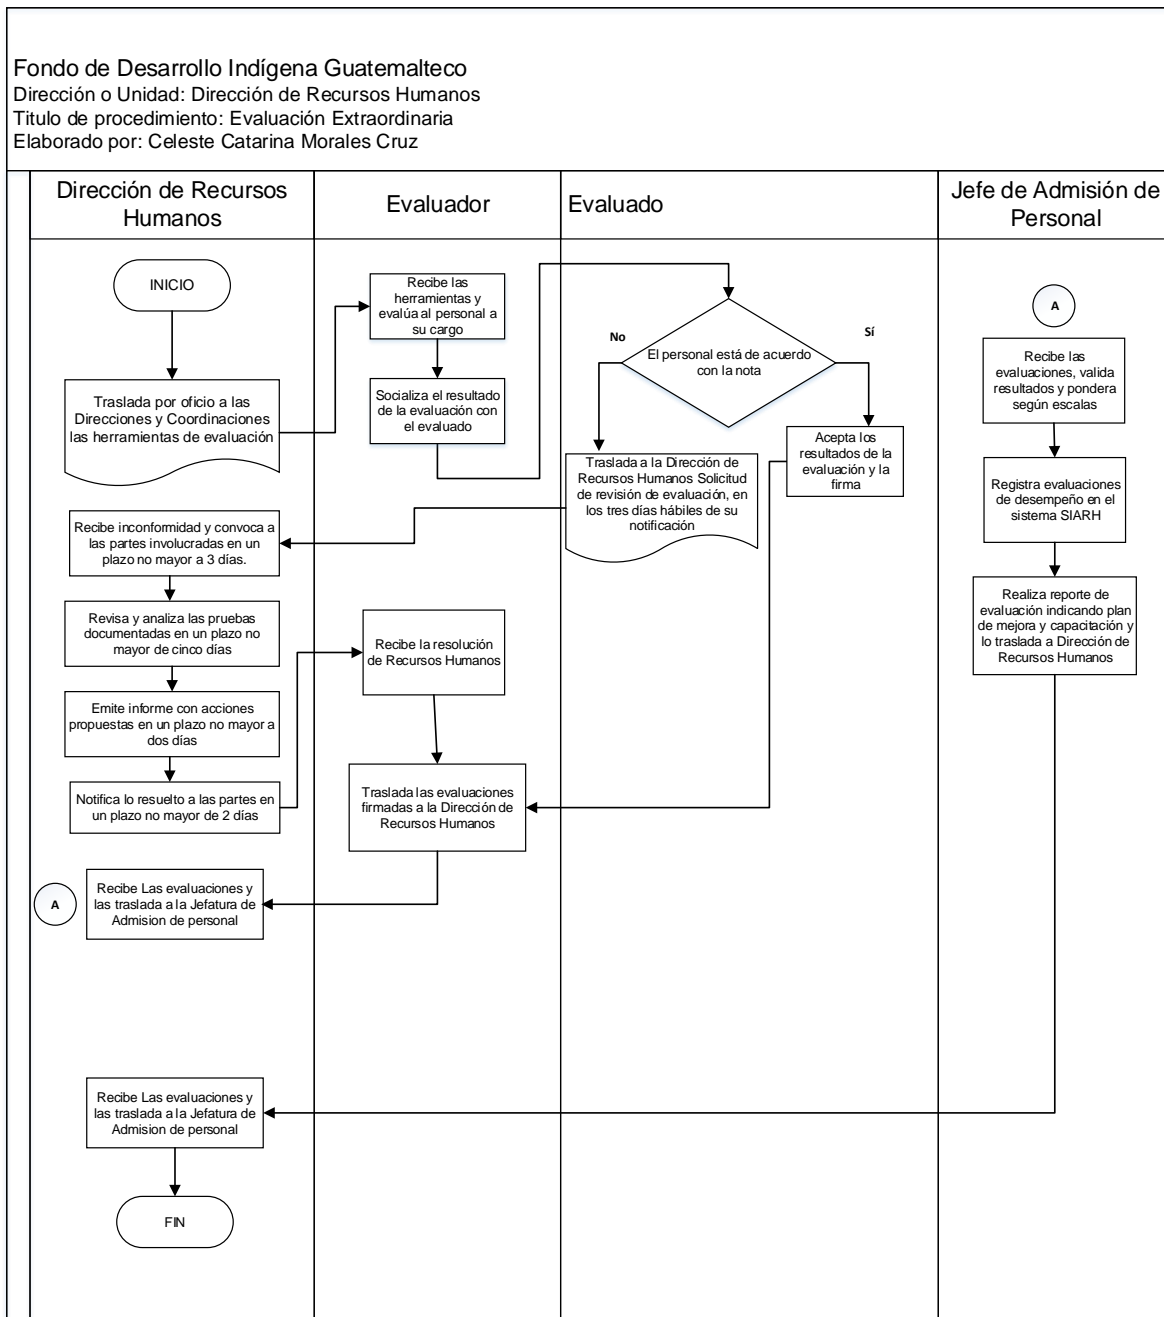 Fondo de Desarrollo Indígena Guatemalteco
Dirección o Unidad: Dirección de Recursos Humanos
Titulo de procedimiento: Evaluación Extraordinaria
Elaborado por: Celeste Catarina Morales Cruz
Dirección de Recursos
Humanos
Evaluador
Evaluado
Jefe de Admisión de
Personal
INICIO
Traslada por oficio a las
Direcciones y Coordinaciones
las herramientas de evaluación
Recibe las
herramientas y
evalúa al personal a
su cargo
Socializa el resultado
de la evaluación con
el evaluado
No
Sí
El personal está de acuerdo
con la nota
Acepta los
resultados de la
evaluación y la
firma
Traslada a la Dirección de
Recursos Humanos Solicitud
de revisión de evaluación, en
los tres días hábiles de su
notificación
Recibe inconformidad y convoca a
las partes involucradas en un
plazo no mayor a 3 días.
Revisa y analiza las pruebas
documentadas en un plazo no
mayor de cinco días
Emite informe con acciones
propuestas en un plazo no mayor a
dos días
Notifica lo resuelto a las partes en
un plazo no mayor de 2 días
Recibe la resolución
de Recursos Humanos
Traslada las evaluaciones
firmadas a la Dirección de
Recursos Humanos
A
Recibe Las evaluaciones y
las traslada a la Jefatura de
Admision de personal
A
Recibe las
evaluaciones, valida
resultados y pondera
según escalas
Registra evaluaciones
de desempeño en el
sistema SIARH
Realiza reporte de
evaluación indicando plan
de mejora y capacitación y
lo traslada a Dirección de
Recursos Humanos
Recibe Las evaluaciones y
las traslada a la Jefatura de
Admision de personal
FIN